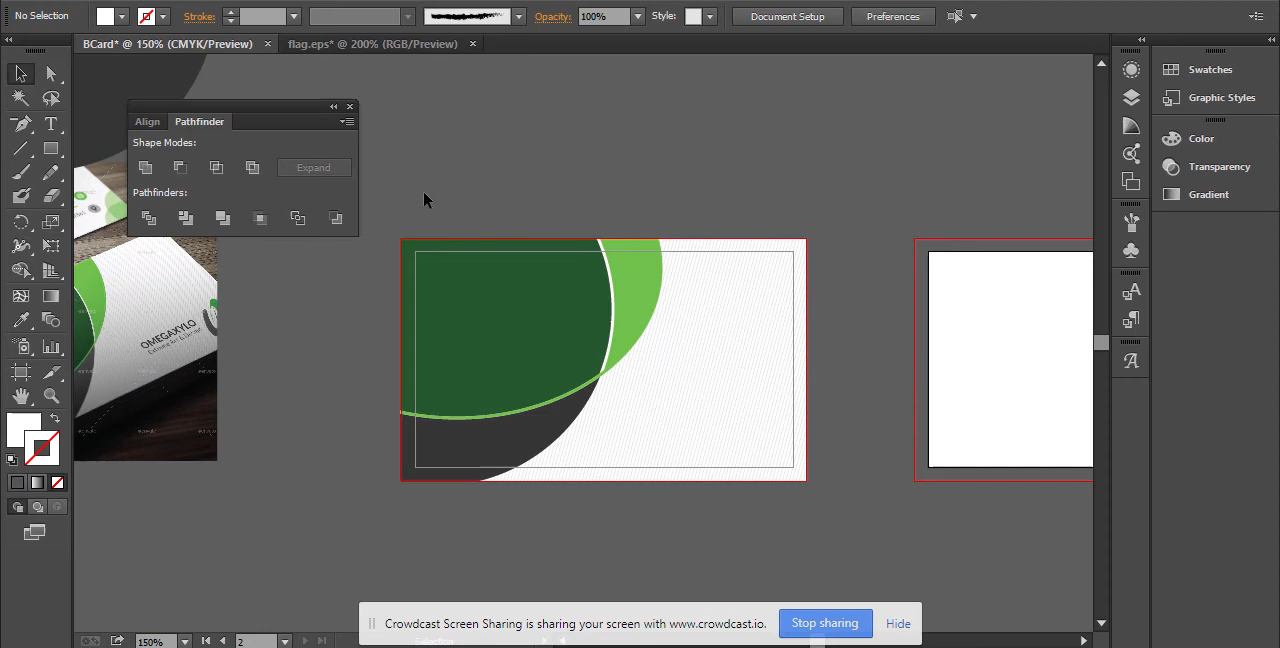 No Selection
Stroke:
Opacity: 100%
Style:
Document Setup
Preferences
BCard* @ 150% (CMYK/Preview)
flag.eps* @ 200% (RGB/Preview)
Align
Pathfinder
Shape Modes:
Expand
Pathfinders:
Swatches
Graphic Styles
Color
Transparency
Gradient
OMEGAXYLO
Crowdcast Screen Sharing is sharing your screen with www.crowdcast.io.
Stop sharing
Hide
150%
2
Selection